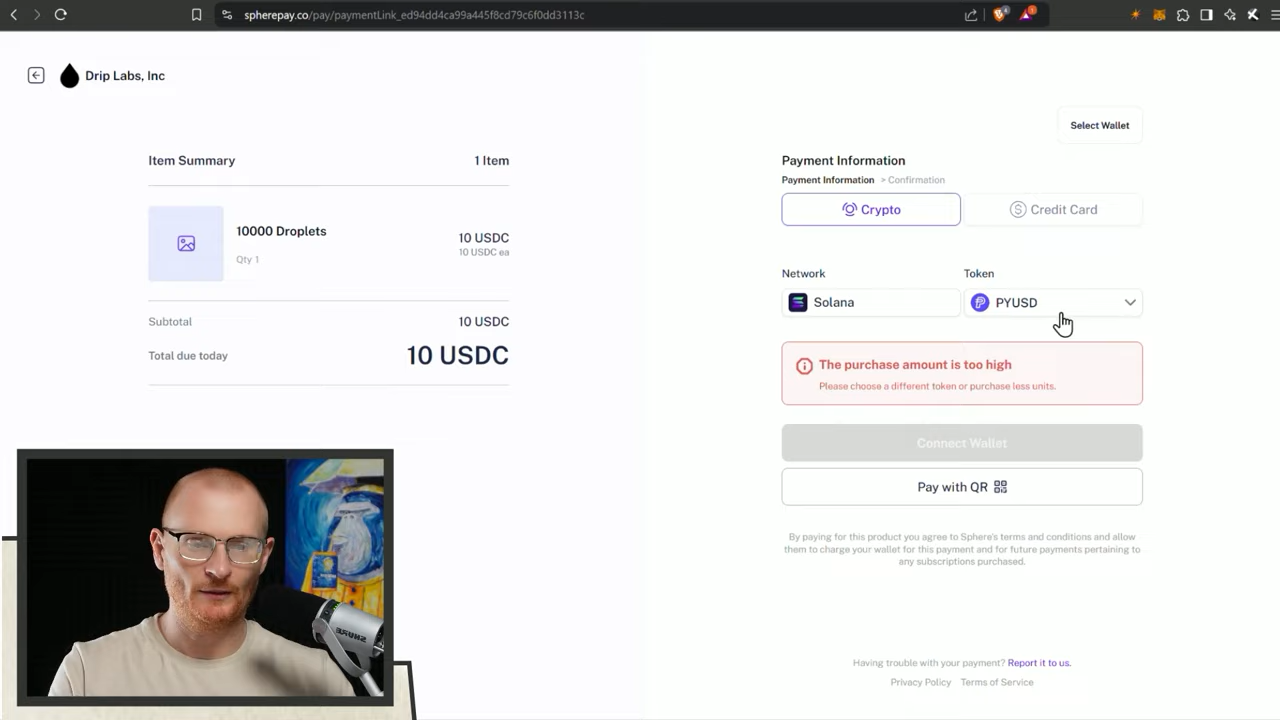 spherepay.co/pay/paymentLink_ed94dd4ca99a445f8cd79c6f0dd3113c
Drip Labs, Inc
Item Summary
1 Item
10000 Droplets
Qty 1
10 USDC
10 USDC ea
Subtotal
10 USDC
Total due today
10 USDC
Select Wallet
Payment Information
Payment Information > Confirmation
Crypto
Credit Card
Network
Token
Solana
PYUSD
The purchase amount is too high
Please choose a different token or purchase less units.
Connect Wallet
Pay with QR
By paying for this product you agree to Sphere's terms and conditions and allow
them to charge your wallet for this payment and for future payments pertaining to
any subscriptions purchased.
Having trouble with your payment? Report it to us.
Privacy Policy Terms of Service
SHURE